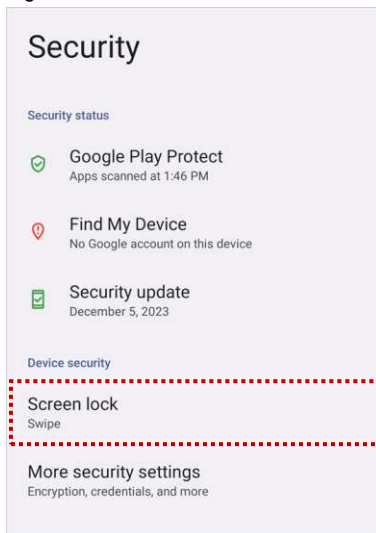 Security
Security status
Google Play Protect
Apps scanned at 1:46 PM
Find My Device
No Google account on this device
Security update
December 5, 2023
Device security
Screen lock
Swipe
More security settings
Encryption, credentials, and more